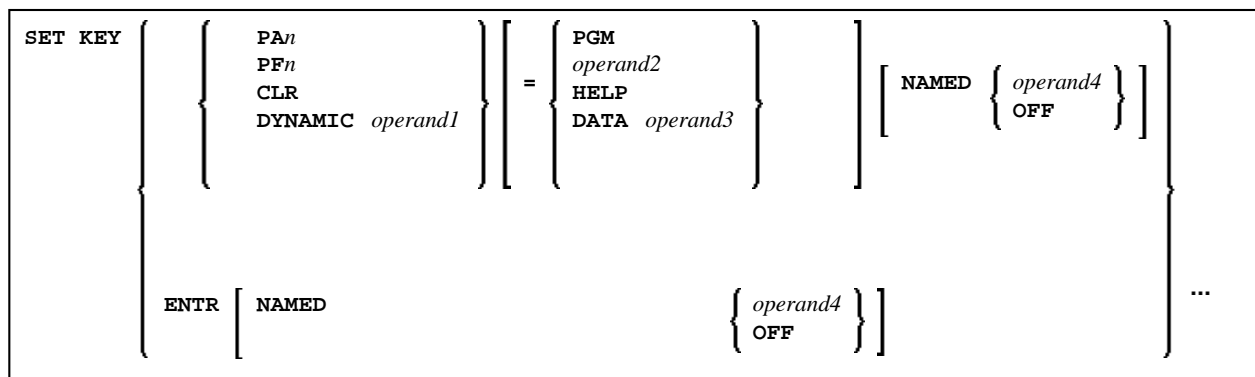 SET KEY PAn PGM
PFn operand2
CLR = HELP NAMED operand4
DYNAMIC operand1 DATA operand3 OFF
ENTR NAMED operand4 ...
OFF